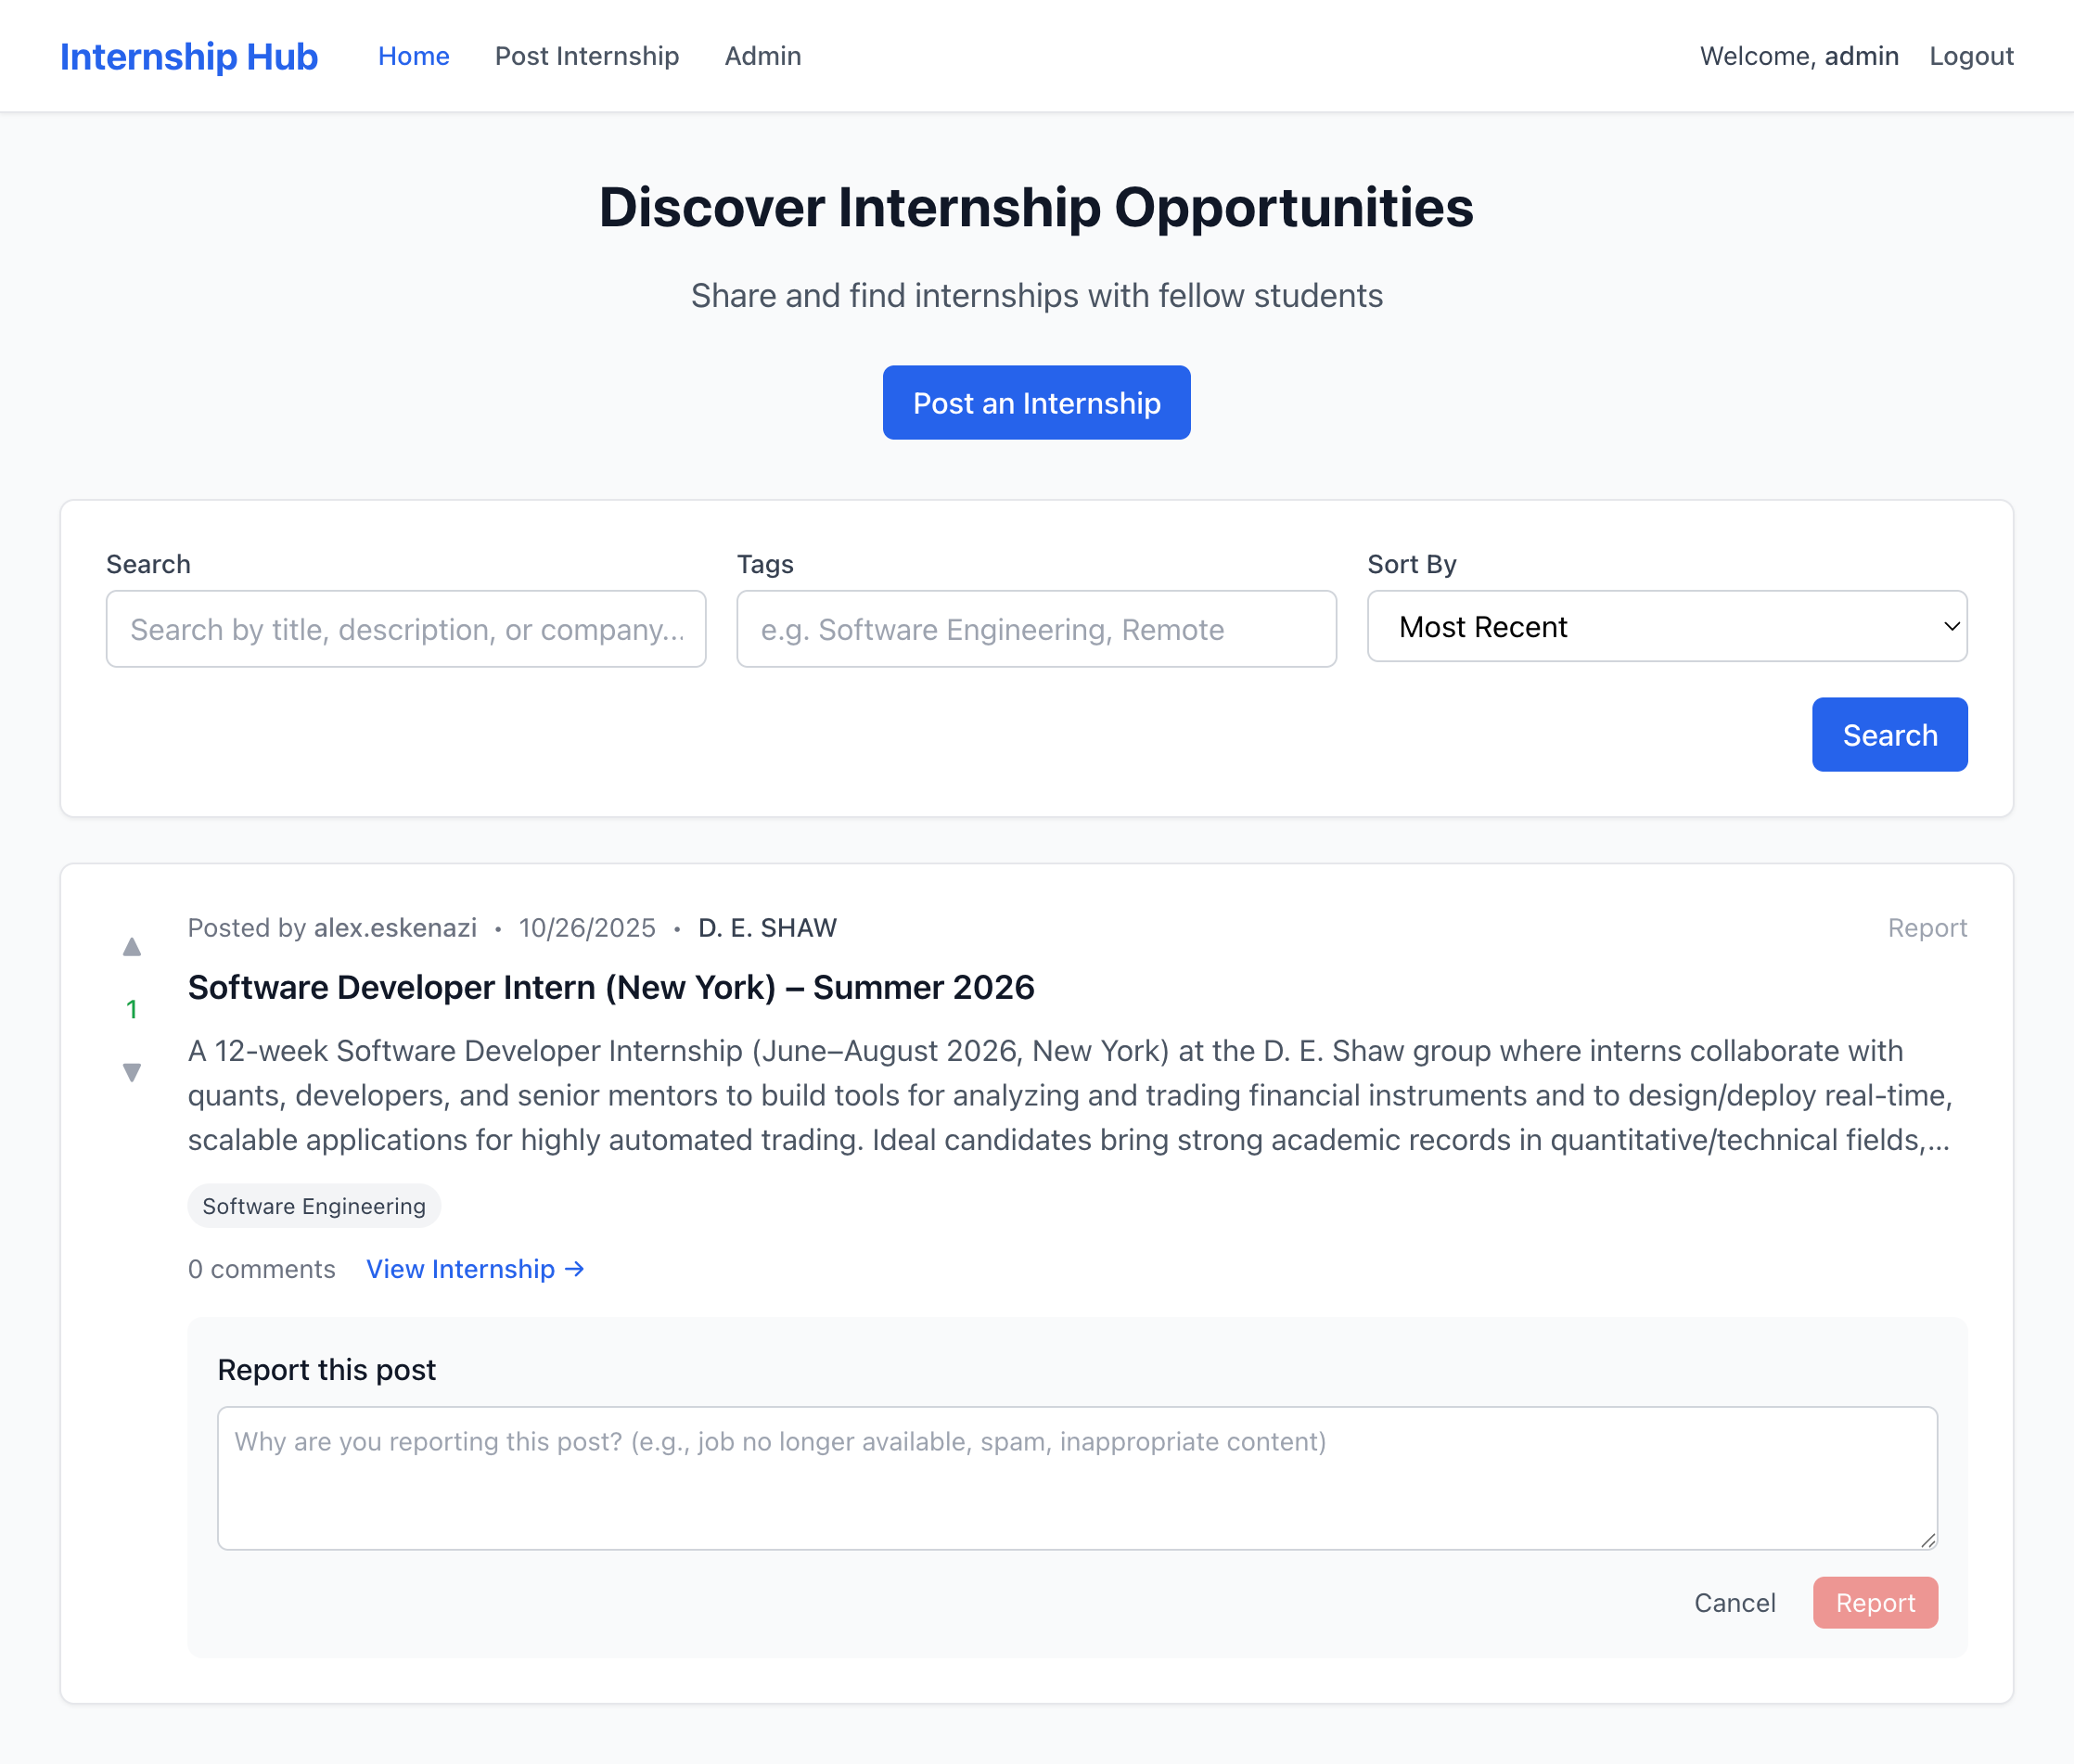 Internship Hub Home Post Internship Admin Welcome, admin Logout
Discover Internship Opportunities
Share and find internships with fellow students
Post an Internship
Search Tags Sort By
Search by title, description, or company... e.g. Software Engineering, Remote Most Recent
Search
Posted by alex.eskenazi • 10/26/2025 • D. E. SHAW Report
Software Developer Intern (New York) – Summer 2026
1
A 12-week Software Developer Internship (June–August 2026, New York) at the D. E. Shaw group where interns collaborate with
quants, developers, and senior mentors to build tools for analyzing and trading financial instruments and to design/deploy real-time,
scalable applications for highly automated trading. Ideal candidates bring strong academic records in quantitative/technical fields,...
Software Engineering
0 comments View Internship →
Report this post
Why are you reporting this post? (e.g., job no longer available, spam, inappropriate content)
Cancel Report